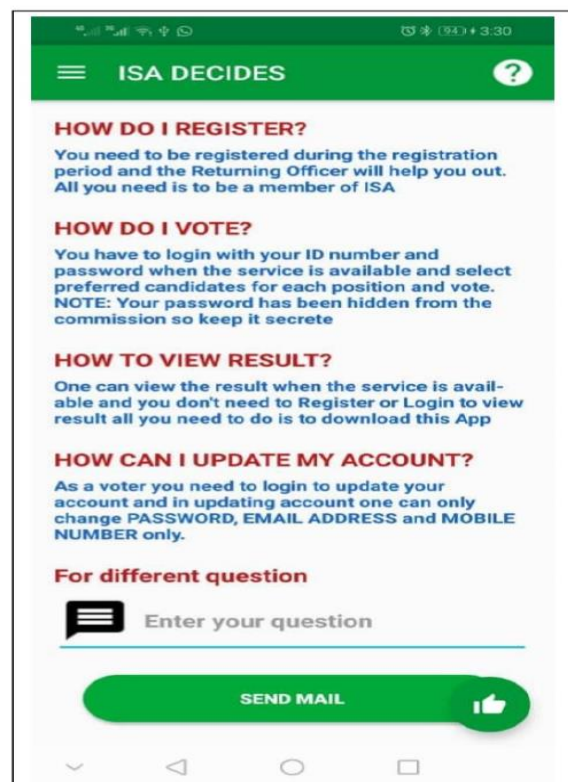 94 3:30
ISA DECIDES
?
HOW DO I REGISTER?
You need to be registered during the registration
period and the Returning Officer will help you out.
All you need is to be a member of ISA
HOW DO I VOTE?
You have to login with your ID number and
password when the service is available and select
preferred candidates for each position and vote.
NOTE: Your password has been hidden from the
commission so keep it secrete
HOW TO VIEW RESULT?
One can view the result when the service is avail-
able and you don't need to Register or Login to view
result all you need to do is to download this App
HOW CAN I UPDATE MY ACCOUNT?
As a voter you need to login to update your
account and in updating account one can only
change PASSWORD, EMAIL ADDRESS and MOBILE
NUMBER only.
For different question
Enter your question
SEND MAIL